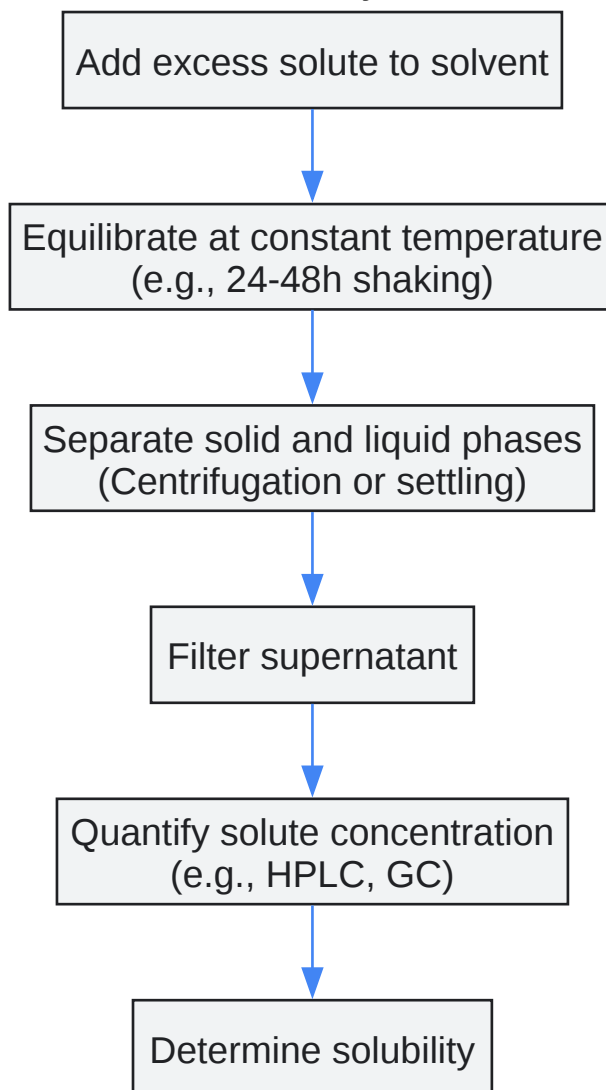 Add excess solute to solvent
Equilibrate at constant temperature
(e.g., 24-48h shaking)
Separate solid and liquid phases
(Centrifugation or settling)
Filter supernatant
Quantify solute concentration
(e.g., HPLC, GC)
Determine solubility